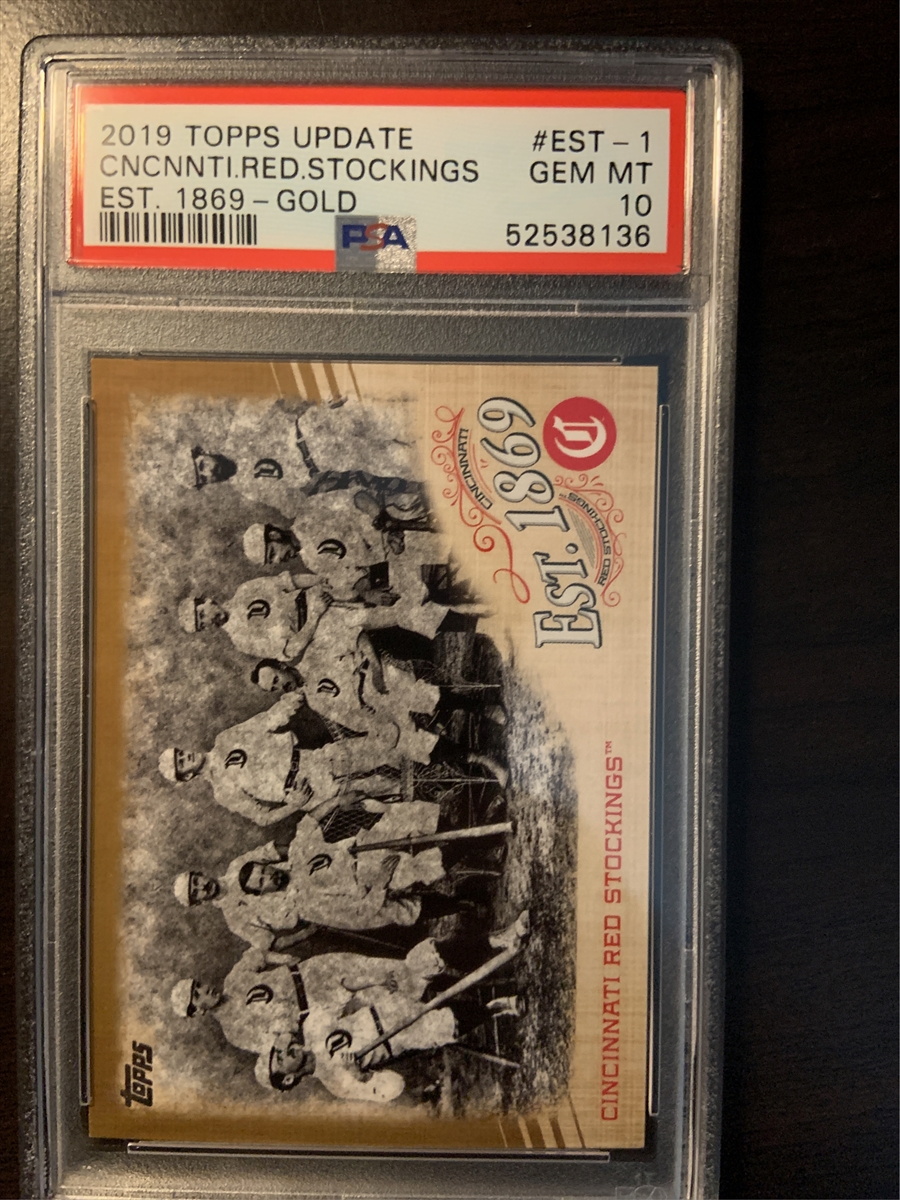 2019 TOPPS UPDATE #EST-1
CNCNNTI.RED.STOCKINGS GEM MT
EST. 1869-GOLD 10
PSA 52538136
TOPPS
C
CINCINNATI
EST. 1869
RED STOCKINGS™
CINCINNATI RED STOCKINGS™